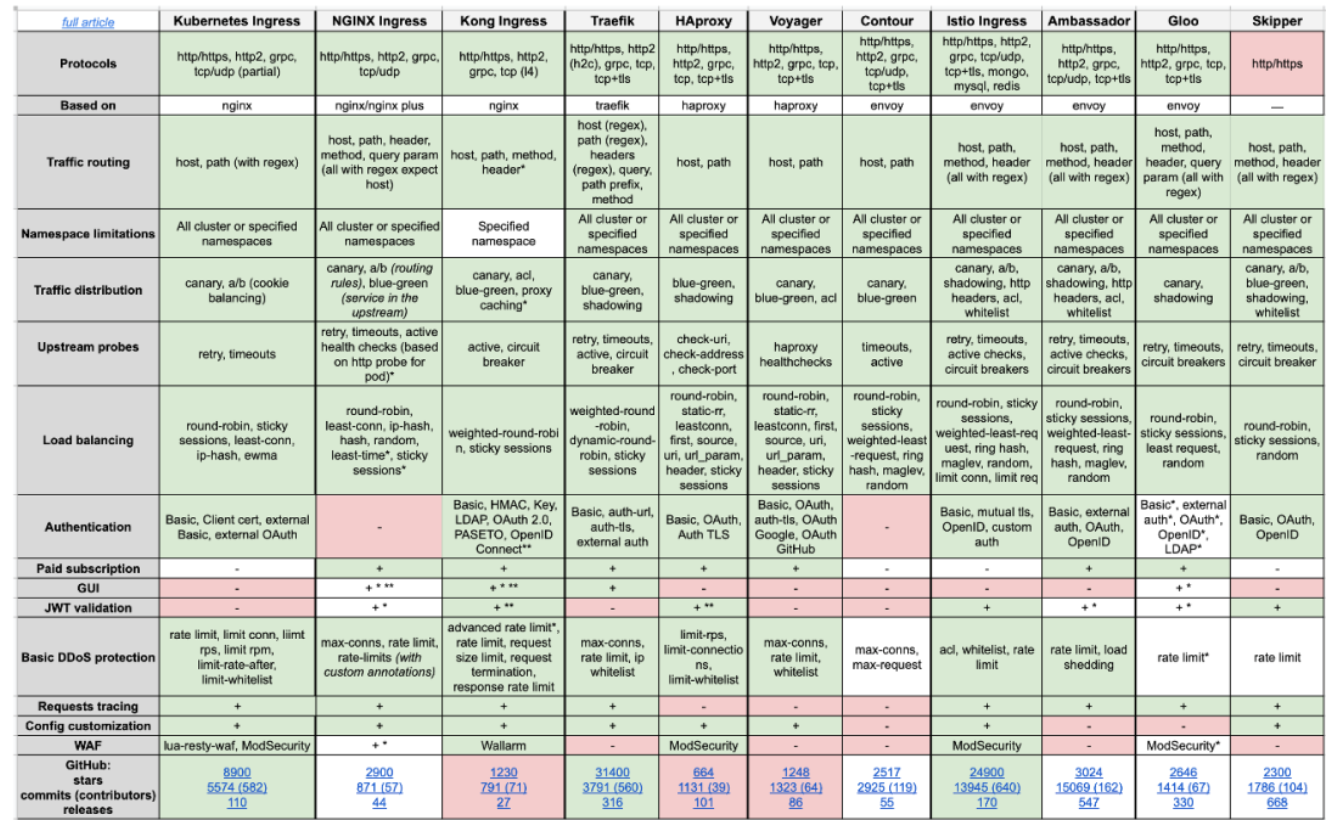 full article
Kubernetes Ingress
NGINX Ingress
Kong Ingress
Traefik
HAproxy
Voyager
Contour
Istio Ingress
Ambassador
Gloo
Skipper
Protocols
http/https, http2, grpc,
tcp/udp (partial)
http/https, http2, grpc,
tcp/udp
http/https, http2,
grpc, tcp (l4)
http/https, http2
(h2c), grpc, tcp,
tcp+tls
http/https,
http2, grpc,
tcp, tcp+tls
http/https,
http2, grpc, tcp,
tcp+tls
http/https,
http2, grpc,
tcp/udp,
tcp+tls
http/https, http2,
grpc, tcp/udp,
tcp+tls, mongo,
mysql, redis
http/https,
http2, grpc,
tcp/udp, tcp+tls
http/https,
http2, grpc, tcp,
tcp+tls
http/https
Based on
nginx
nginx/nginx plus
nginx
traefik
haproxy
haproxy
envoy
envoy
envoy
envoy
—
Traffic routing
host, path (with regex)
host, path, header,
method, query param
(all with regex expect
host)
host, path, method,
header*
host (regex),
path (regex),
headers
(regex), query,
path prefix,
method
host, path
host, path
host, path
host, path,
method, header
(all with regex)
host, path,
method, header
(all with regex)
host, path,
method,
header, query
param (all with
regex)
host, path,
method, header
(all with regex)
Namespace limitations
All cluster or specified
namespaces
All cluster or specified
namespaces
Specified
namespace
All cluster or
specified
namespaces
All cluster or
specified
namespaces
All cluster or
specified
namespaces
All cluster or
specified
namespaces
All cluster or
specified
namespaces
All cluster or
specified
namespaces
All cluster or
specified
namespaces
All cluster or
specified
namespaces
Traffic distribution
canary, a/b (cookie
balancing)
canary, a/b (routing
rules), blue-green
(service in the
upstream)
canary, acl,
blue-green, proxy
caching*
canary,
blue-green,
shadowing
blue-green,
shadowing
canary,
blue-green, acl
canary,
blue-green
canary, a/b,
shadowing, http
headers, acl,
whitelist
canary, a/b,
shadowing, http
headers, acl,
whitelist
canary,
shadowing
canary, a/b,
blue-green,
shadowing,
whitelist
Upstream probes
retry, timeouts
retry, timeouts, active
health checks (based
on http probe for
pod)*
active, circuit
breaker
retry, timeouts,
active, circuit
breaker
check-uri,
check-address
, check-port
haproxy
healthchecks
timeouts,
active
retry, timeouts,
active checks,
circuit breakers
retry, timeouts,
active checks,
circuit breakers
retry, timeouts,
circuit breakers
retry, timeouts,
circuit breaker
Load balancing
round-robin, sticky
sessions, least-conn,
ip-hash, ewma
round-robin,
least-conn, ip-hash,
hash, random,
least-time*, sticky
sessions*
weighted-round-robi
n, sticky sessions
weighted-round
-robin,
dynamic-round-
robin, sticky
sessions
round-robin,
static-rr,
leastconn,
first, source,
uri, url_param,
header, sticky
sessions
round-robin,
static-rr,
leastconn, first,
source, uri,
url_param,
header, sticky
sessions
round-robin,
sticky
sessions,
weighted-least
-request, ring
hash, maglev,
random
round-robin, sticky
sessions,
weighted-least-req
uest, ring hash,
maglev, random,
limit conn, limit req
round-robin,
sticky sessions,
weighted-least-
request, ring
hash, maglev,
random
round-robin,
sticky sessions,
least request,
random
round-robin,
sticky sessions,
random
Authentication
Basic, Client cert, external
Basic, external OAuth
-
Basic, HMAC, Key,
LDAP, OAuth 2.0,
PASETO, OpenID
Connect**
Basic, auth-url,
auth-tls,
external auth
Basic, OAuth,
Auth TLS
Basic, OAuth,
auth-tls, OAuth
Google, OAuth
GitHub
-
Basic, mutual tls,
OpenID, custom
auth
Basic, external
auth, OAuth,
OpenID
Basic*, external
auth*, OAuth*,
OpenID*,
LDAP*
Basic, OAuth,
OpenID
Paid subscription
-
+
+
+
+
+
-
-
+
+
-
GUI
-
+ * **
+ * **
+
-
-
-
-
-
+ *
-
JWT validation
-
+ *
+ **
-
+ **
-
-
+
+ *
+ *
+
Basic DDoS protection
rate limit, limit conn, liimt
rps, limit rpm,
limit-rate-after,
limit-whitelist
max-conns, rate limit,
rate-limits (with
custom annotations)
advanced rate limit*,
rate limit, request
size limit, request
termination,
response rate limit
max-conns,
rate limit, ip
whitelist
limit-rps,
limit-connectio
ns,
limit-whitelist
max-conns,
rate limit,
whitelist
max-conns,
max-request
acl, whitelist, rate
limit
rate limit, load
shedding
rate limit*
rate limit
Requests tracing
+
+
+
+
-
-
-
+
+
+
+
Config customization
+
+
+
+
+
+
-
+
-
-
+
WAF
lua-resty-waf, ModSecurity
+ *
Wallarm
-
ModSecurity
-
-
ModSecurity
-
ModSecurity*
-
GitHub:
stars
commits (contributors)
releases
8900
5574 (582)
110
2900
871 (57)
44
1230
791 (71)
27
31400
3791 (560)
316
664
1131 (39)
101
1248
1323 (64)
86
2517
2925 (119)
55
24900
13945 (640)
170
3024
15069 (162)
547
2646
1414 (67)
330
2300
1786 (104)
668